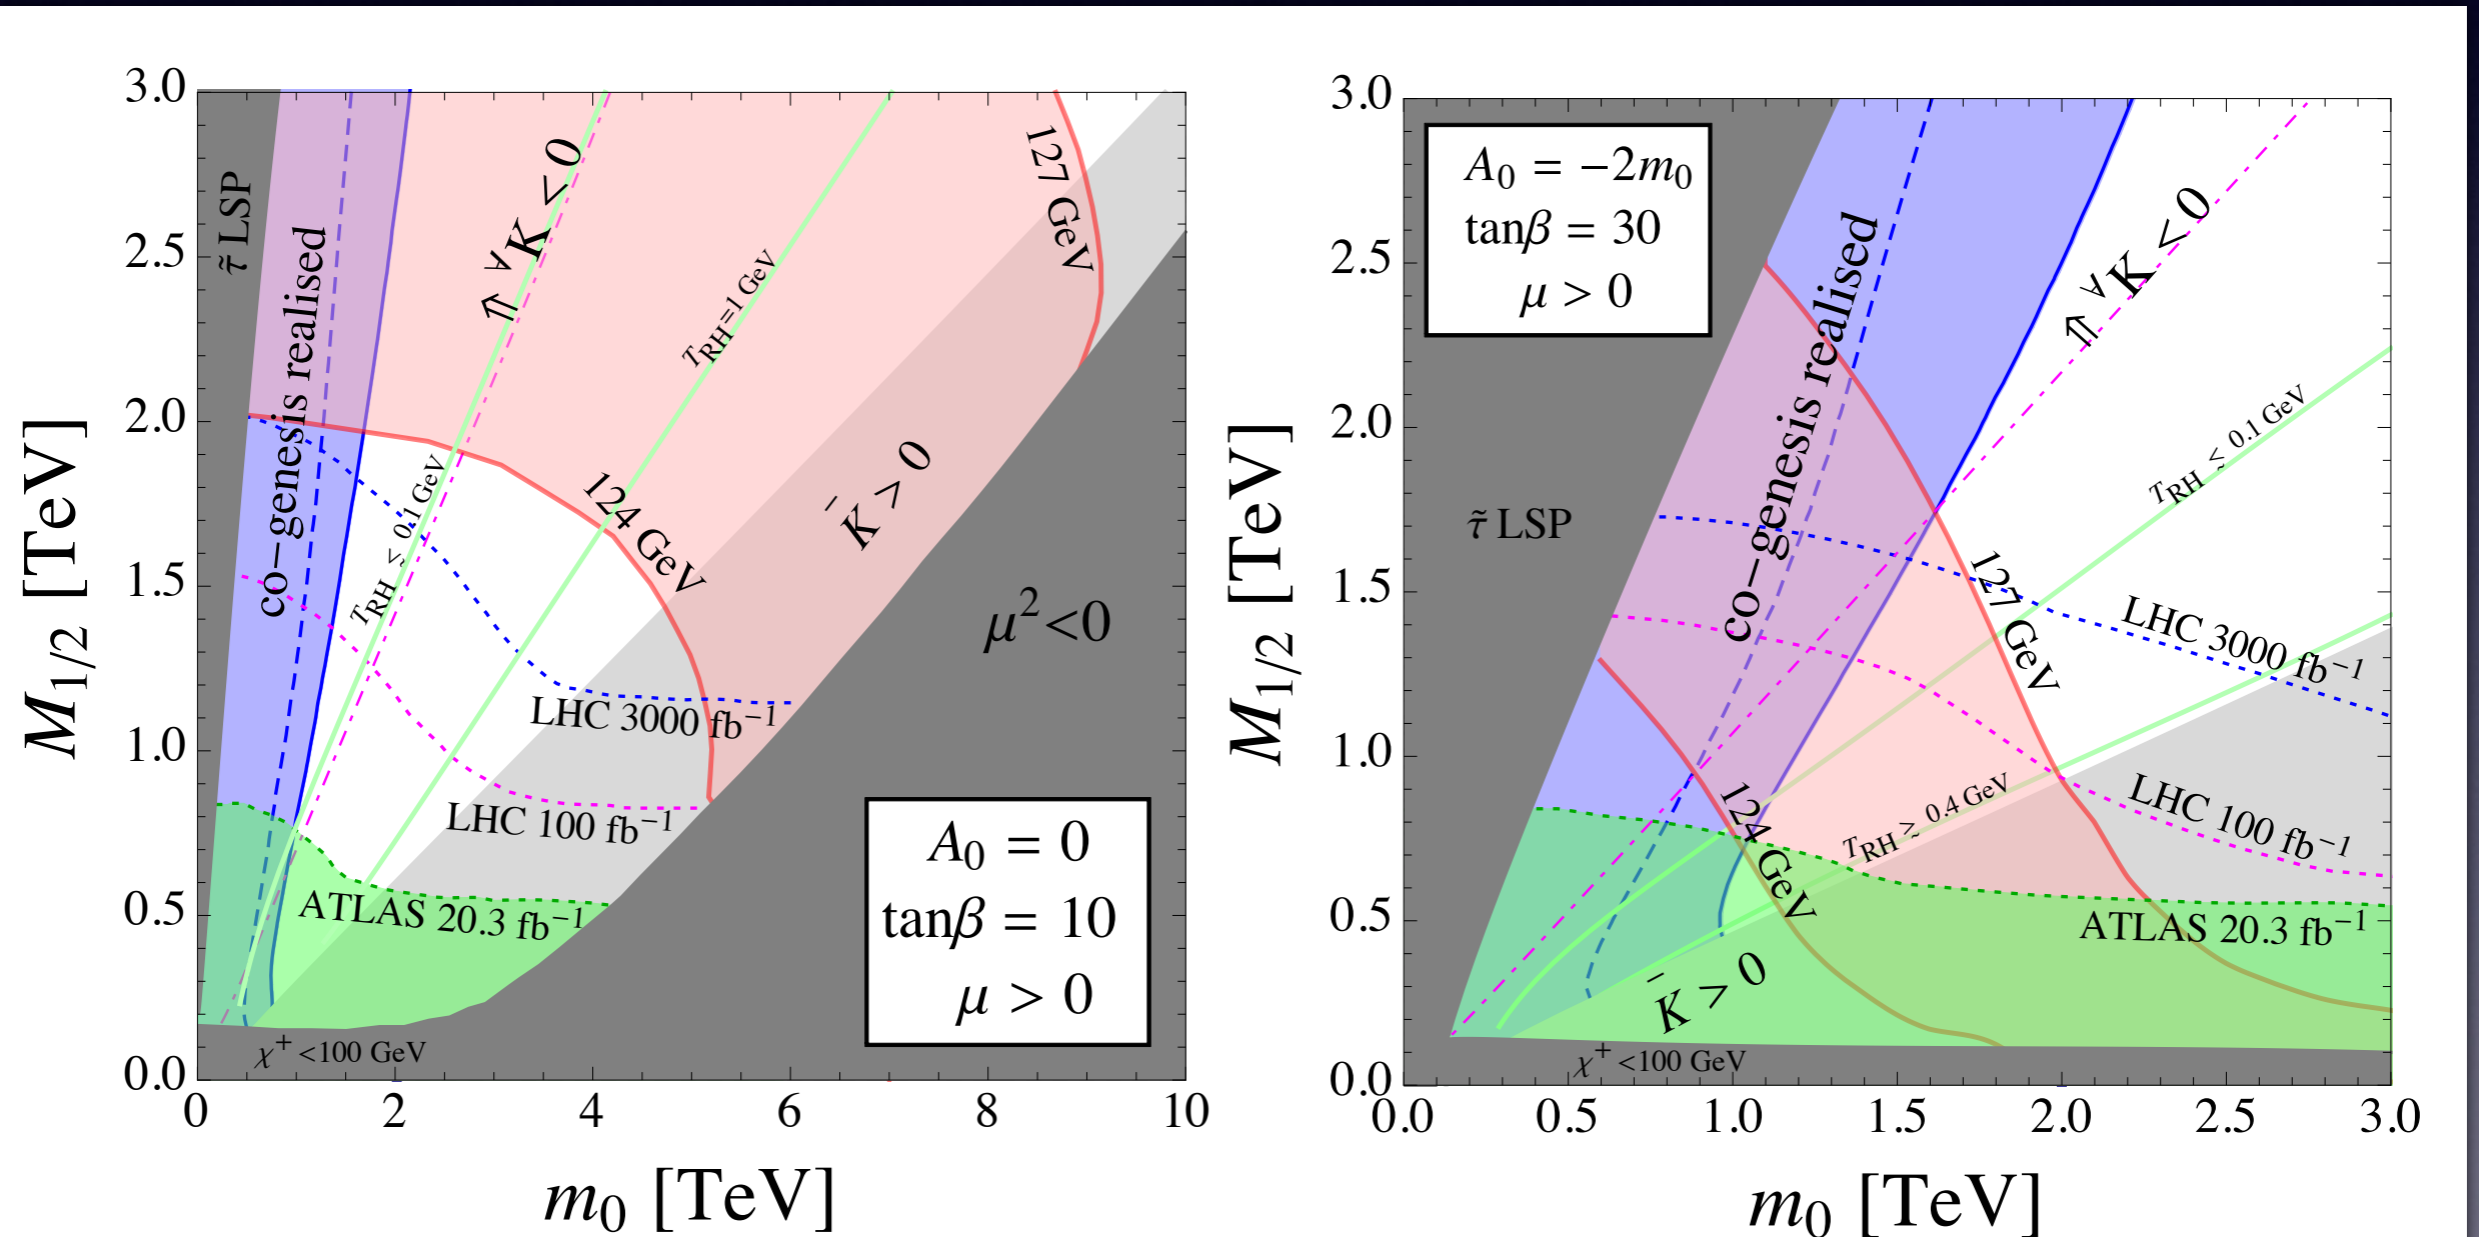 3.0
2.5
2.0
1.5
1.0
0.5
0.0
M1/2 [TeV]
τ̃ LSP
co-genesis realised
⇑ ∀K < 0
TRH ≲ 0.1 GeV
TRH=1 GeV
127 GeV
124 GeV
K̄ > 0
μ²<0
LHC 3000 fb⁻¹
LHC 100 fb⁻¹
ATLAS 20.3 fb⁻¹
χ⁺ <100 GeV
A0 = 0
tanβ = 10
μ > 0
0 2 4 6 8 10
m0 [TeV]
3.0
2.5
2.0
1.5
1.0
0.5
0.0
M1/2 [TeV]
A0 = −2m0
tanβ = 30
μ > 0
τ̃ LSP
co-genesis realised
⇑ ∀K < 0
TRH ≲ 0.1 GeV
127 GeV
LHC 3000 fb⁻¹
124 GeV
TRH ≳ 0.4 GeV
LHC 100 fb⁻¹
ATLAS 20.3 fb⁻¹
K̄ > 0
χ⁺ <100 GeV
0.0 0.5 1.0 1.5 2.0 2.5 3.0
m0 [TeV]